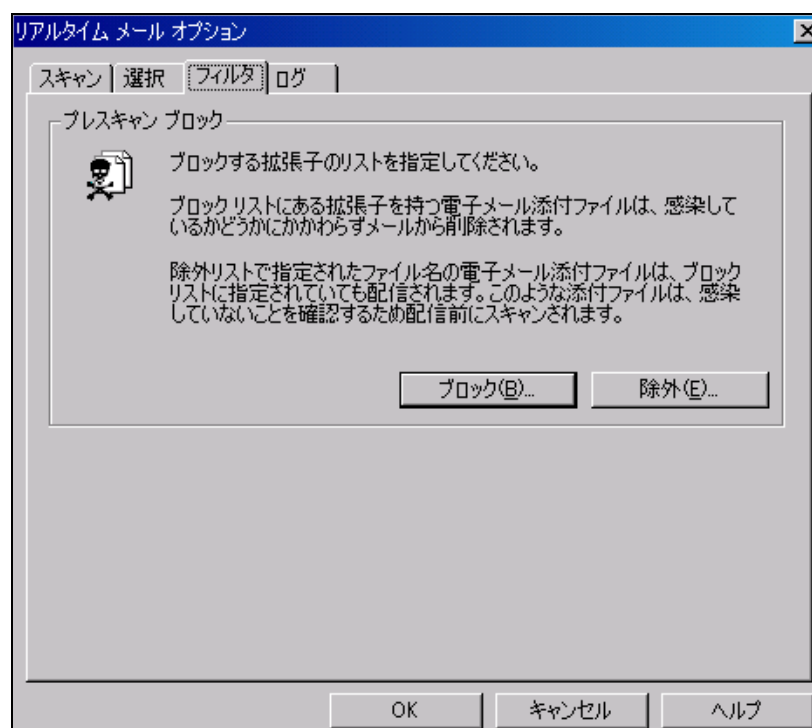 リアルタイム メール オプション
スキャン 選択 フィルタ ログ
プレスキャン ブロック
ブロックする拡張子のリストを指定してください。
ブロック リストにある拡張子を持つ電子メール添付ファイルは、感染して
いるかどうかにかかわらずメールから削除されます。
除外リストで指定されたファイル名の電子メール添付ファイルは、ブロック
リストに指定されていても配信されます。このような添付ファイルは、感染
していないことを確認するため配信前にスキャンされます。
ブロック(B)... 除外(E)...
OK キャンセル ヘルプ